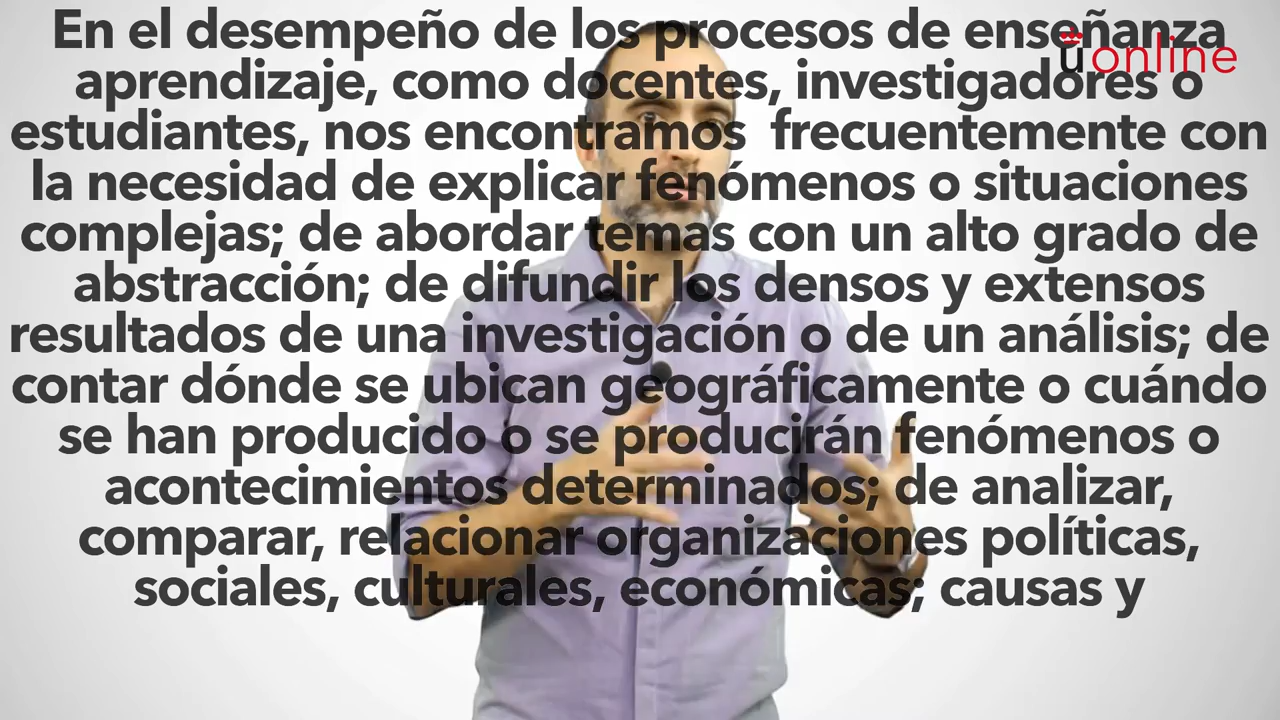 En el desempeño de los procesos de enseñanza
aprendizaje, como docentes, investigadores o
estudiantes, nos encontramos frecuentemente con
la necesidad de explicar fenómenos o situaciones
complejas; de abordar temas con un alto grado de
abstracción; de difundir los densos y extensos
resultados de una investigación o de un análisis; de
contar dónde se ubican geográficamente o cuándo
se han producido o se producirán fenómenos o
acontecimientos determinados; de analizar,
comparar, relacionar organizaciones políticas,
sociales, culturales, económicas; causas y
uonline